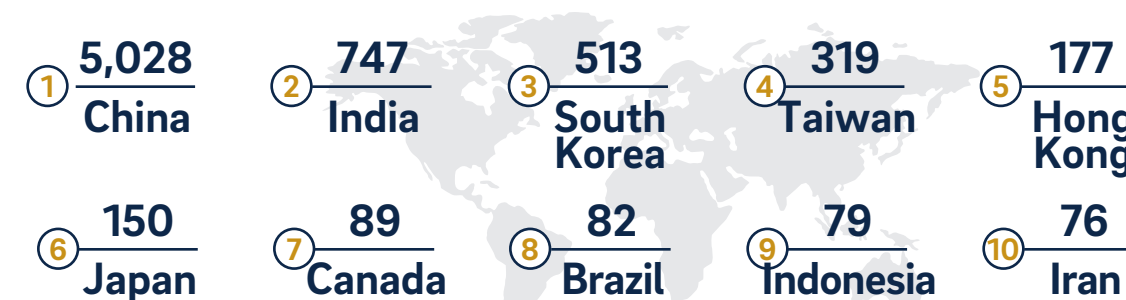 1
5,028
China
2
747
India
3
513
South
Korea
4
319
Taiwan
5
177
Hong
Kong
6
150
Japan
7
89
Canada
8
82
Brazil
9
79
Indonesia
10
76
Iran